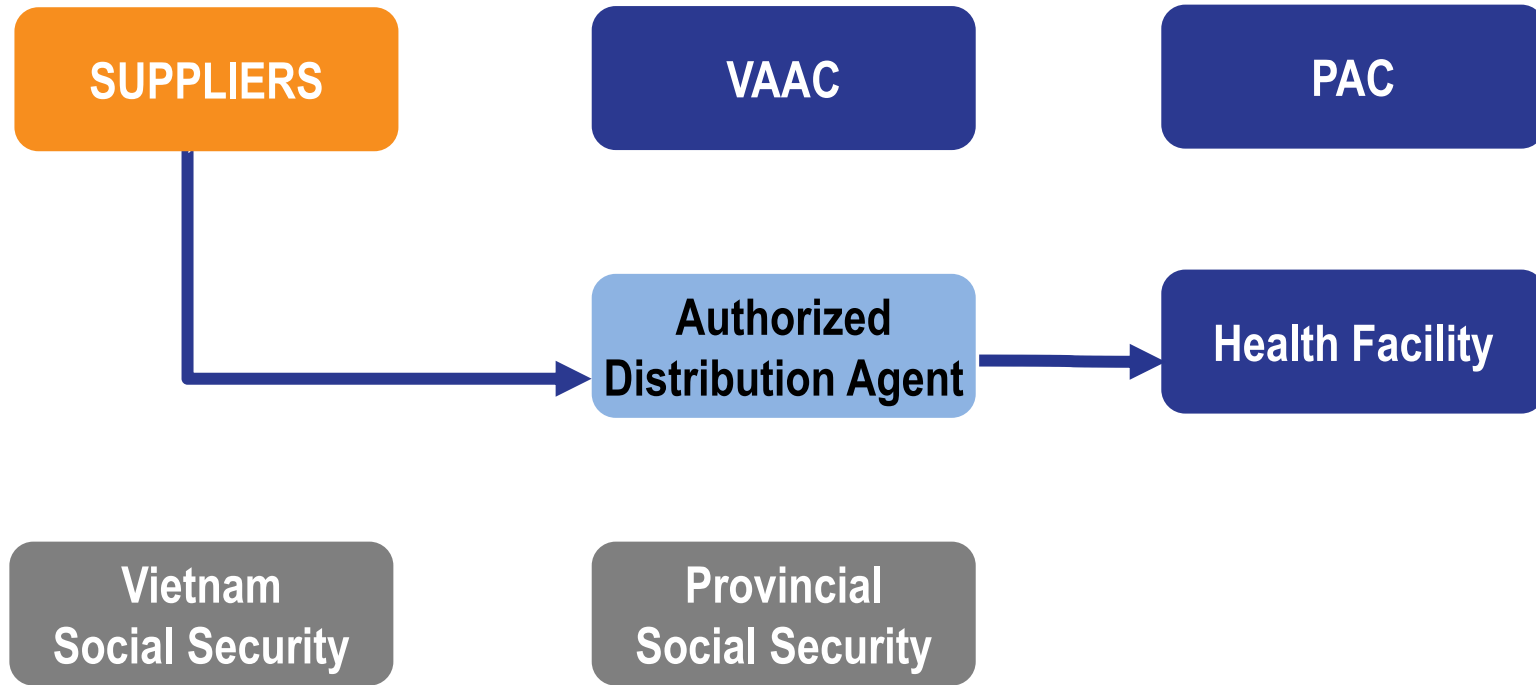 SUPPLIERS
VAAC
PAC
Authorized
Distribution Agent
Health Facility
Vietnam
Social Security
Provincial
Social Security